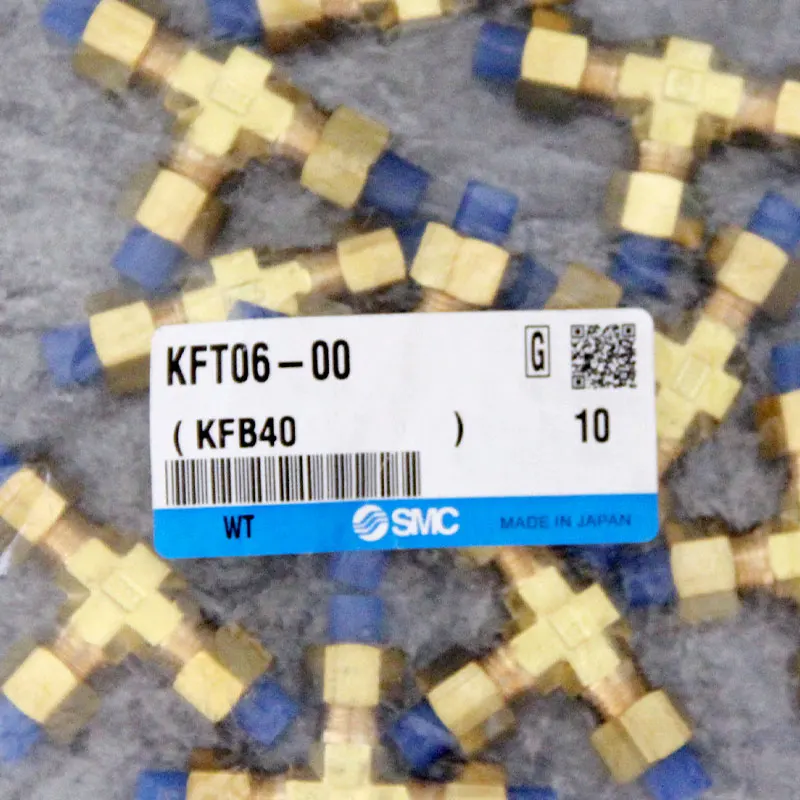 KFT06-00 G
( KFB40 ) 10
WT SMC MADE IN JAPAN